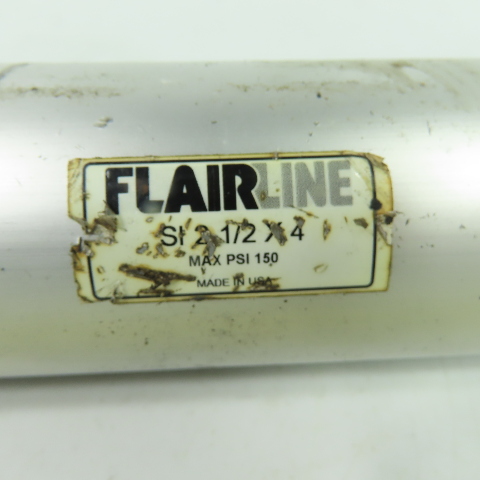 FLAIRLINE
SI 2 1/2 X 4
MAX PSI 150
MADE IN USA